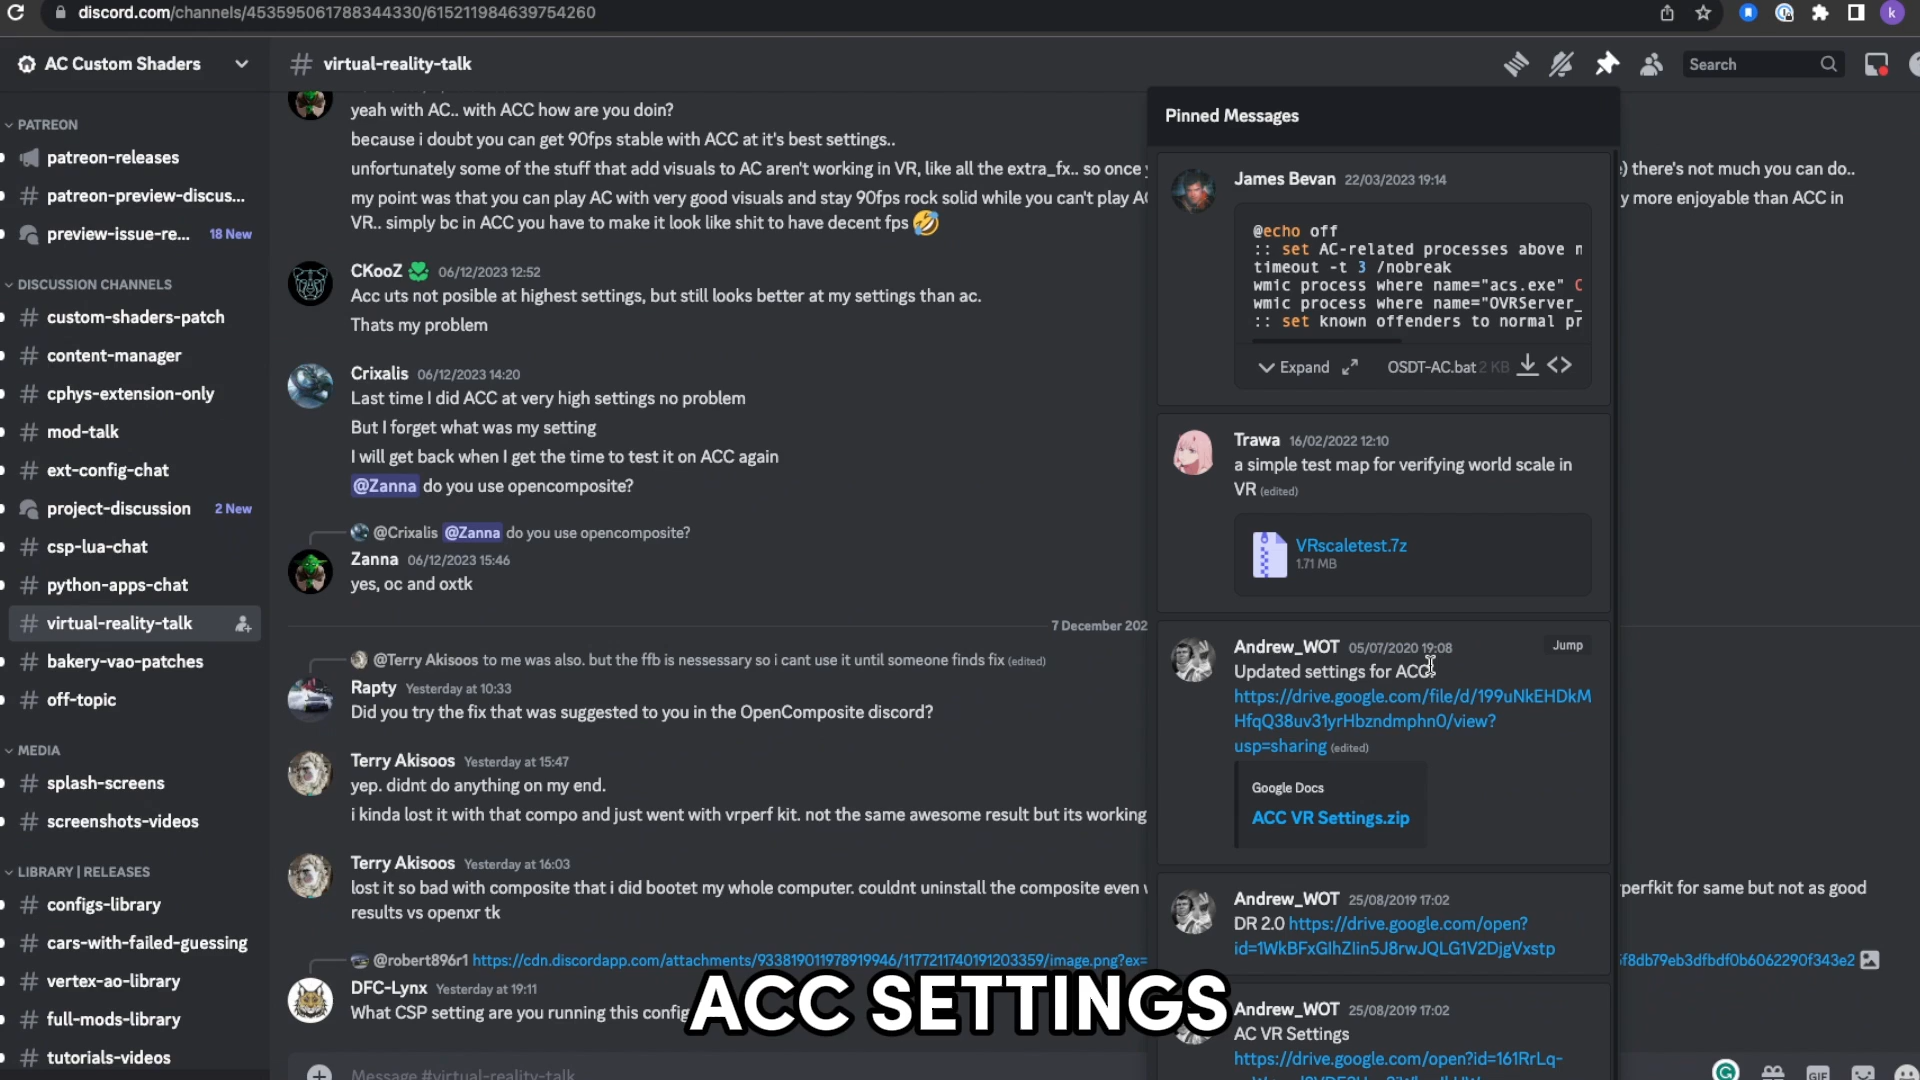 discord.com/channels/453595061788344330/615211984639754260
k
AC Custom Shaders
PATREON
patreon-releases
patreon-preview-discus...
preview-issue-re... 18 New
DISCUSSION CHANNELS
# custom-shaders-patch
# content-manager
# cphys-extension-only
# mod-talk
# ext-config-chat
project-discussion 2 New
# csp-lua-chat
# python-apps-chat
# virtual-reality-talk
# bakery-vao-patches
# off-topic
MEDIA
# splash-screens
# screenshots-videos
LIBRARY | RELEASES
# configs-library
# cars-with-failed-guessing
# vertex-ao-library
# full-mods-library
# tutorials-videos
# virtual-reality-talk
Search
yeah with AC.. with ACC how are you doin?
because i doubt you can get 90fps stable with ACC at it's best settings..
unfortunately some of the stuff that add visuals to AC aren't working in VR, like all the extra_fx.. so once
) there's not much you can do..
my point was that you can play AC with very good visuals and stay 90fps rock solid while you can't play
y more enjoyable than ACC in
VR.. simply bc in ACC you have to make it look like shit to have decent fps 🤣
CKooZ 06/12/2023 12:52
Acc uts not posible at highest settings, but still looks better at my settings than ac.
Thats my problem
Crixalis 06/12/2023 14:20
Last time I did ACC at very high settings no problem
But I forget what was my setting
I will get back when I get the time to test it on ACC again
@Zanna do you use opencomposite?
@Crixalis @Zanna do you use opencomposite?
Zanna 06/12/2023 15:46
yes, oc and oxtk
7 December 202
@Terry Akisoos to me was also. but the ffb is nessessary so i cant use it until someone finds fix (edited)
Rapty Yesterday at 10:33
Did you try the fix that was suggested to you in the OpenComposite discord?
Terry Akisoos Yesterday at 15:47
yep. didnt do anything on my end.
i kinda lost it with that compo and just went with vrperf kit. not the same awesome result but its working
Terry Akisoos Yesterday at 16:03
lost it so bad with composite that i did bootet my whole computer. couldnt uninstall the composite even
perfkit for same but not as good
results vs openxr tk
@robert896r1 https://cdn.discordapp.com/attachments/933819011978919946/1177211740191203359/image.png?ex=
f8db79eb3dfbdf0b6062290f343e2
DFC-Lynx Yesterday at 19:11
What CSP setting are you running this config
Message #virtual-reality-talk
Pinned Messages
James Bevan 22/03/2023 19:14
@echo off
:: set AC-related processes above n
timeout -t 3 /nobreak
wmic process where name="acs.exe" C
wmic process where name="OVRServer_
:: set known offenders to normal pr
Expand OSDT-AC.bat 2 KB
Trawa 16/02/2022 12:10
a simple test map for verifying world scale in
VR (edited)
VRscaletest.7z
1.71 MB
Andrew_WOT 05/07/2020 19:08
Jump
Updated settings for ACC
https://drive.google.com/file/d/199uNkEHDkM
HfqQ38uv31yrHbzndmphn0/view?
usp=sharing (edited)
Google Docs
ACC VR Settings.zip
Andrew_WOT 25/08/2019 17:02
DR 2.0 https://drive.google.com/open?
id=1WkBFxGlhZlin5J8rwJQLG1V2DjgVxstp
Andrew_WOT 25/08/2019 17:02
AC VR Settings
https://drive.google.com/open?id=161RrLq-
GIF
ACC SETTINGS